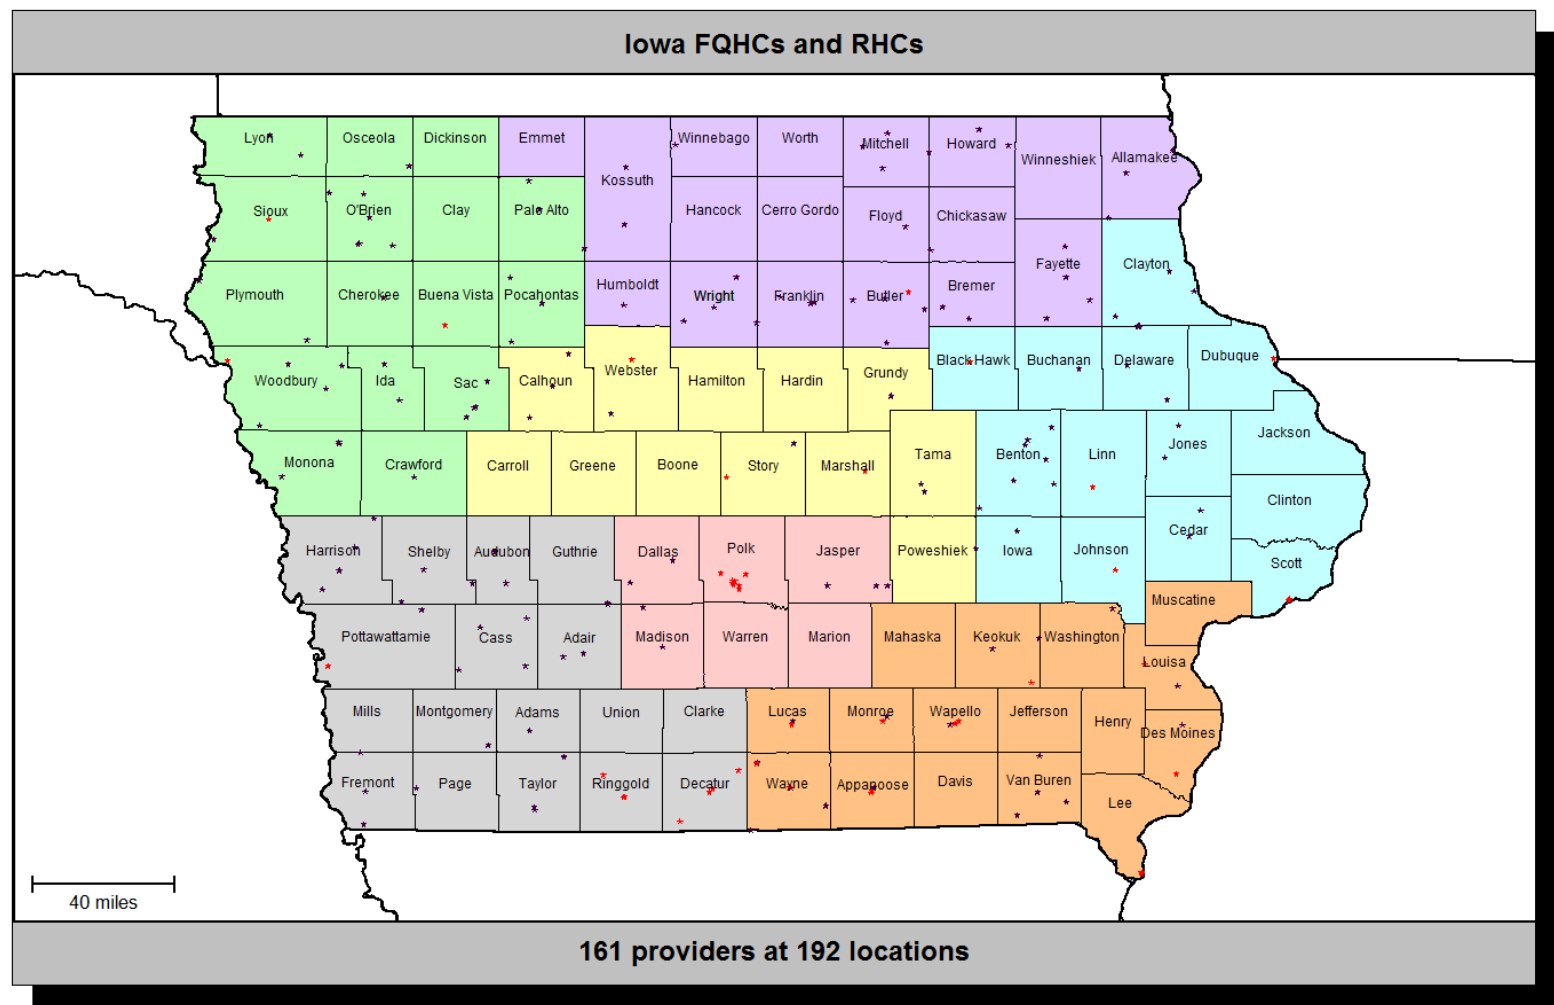 Iowa FQHCs and RHCs
Lyon Osceola Dickinson Emmet Winnebago Worth Mitchell Howard
Winneshiek Allamakee
Kossuth
Sioux O'Brien Clay Palo Alto Hancock Cerro Gordo Floyd Chickasaw
Fayette Clayton
Plymouth Cherokee Buena Vista Pocahontas Humboldt Wright Franklin Butler Bremer
Black Hawk Buchanan Delaware Dubuque
Woodbury Ida Sac Calhoun Webster Hamilton Hardin Grundy
Monona Crawford Carroll Greene Boone Story Marshall Tama Benton Linn Jones Jackson
Clinton
Harrison Shelby Audubon Guthrie Dallas Polk Jasper Poweshiek Iowa Johnson Cedar
Scott
Muscatine
Pottawattamie Cass Adair Madison Warren Marion Mahaska Keokuk Washington
Louisa
Mills Montgomery Adams Union Clarke Lucas Monroe Wapello Jefferson Henry
Des Moines
Fremont Page Taylor Ringgold Decatur Wayne Appanoose Davis Van Buren
Lee
40 miles
161 providers at 192 locations